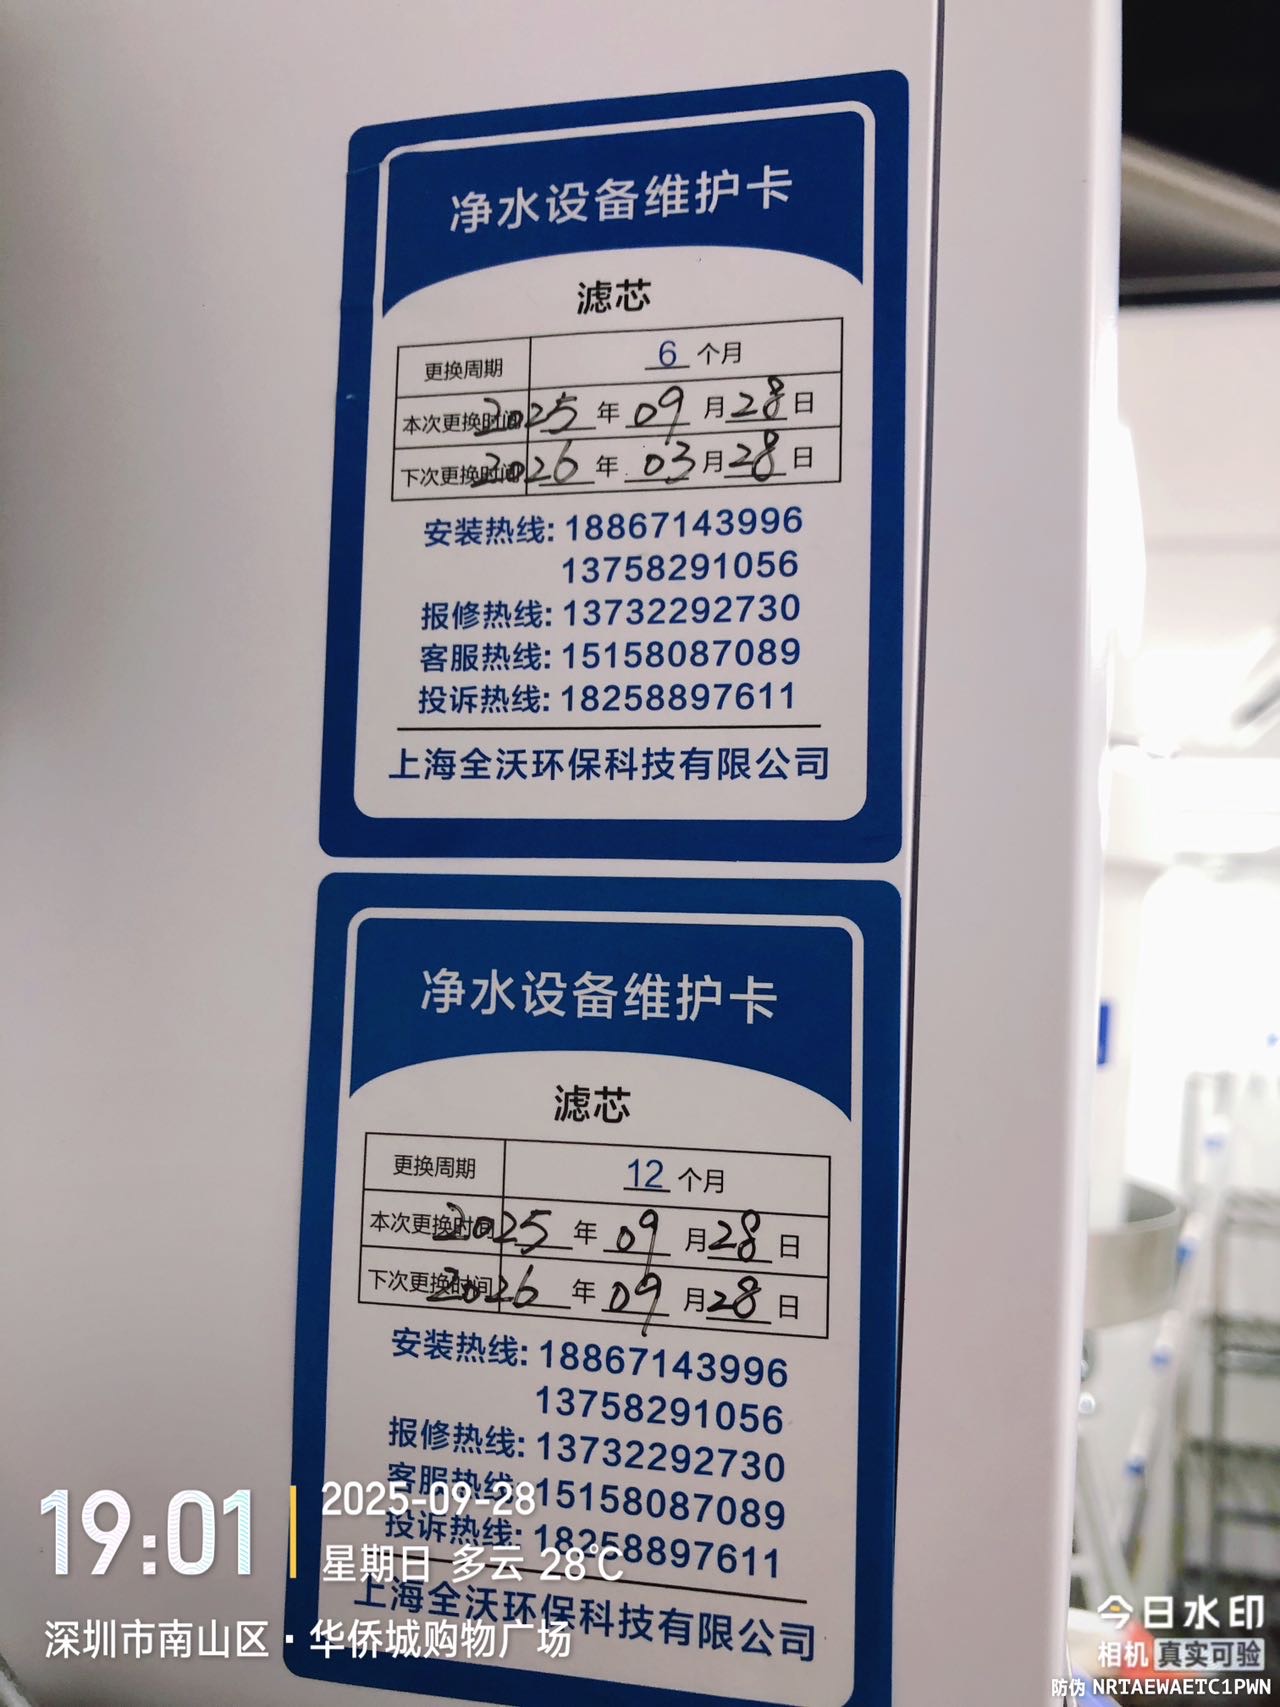 净水设备维护卡
滤芯
更换周期 6 个月
本次更换时间 2025 年 09 月 28 日
下次更换时间 2026 年 03 月 28 日
安装热线: 18867143996
13758291056
报修热线: 13732292730
客服热线: 15158087089
投诉热线: 18258897611
上海全沃环保科技有限公司
净水设备维护卡
滤芯
更换周期 12 个月
本次更换时间 2025 年 09 月 28 日
下次更换时间 2026 年 09 月 28 日
安装热线: 18867143996
13758291056
报修热线: 13732292730
客服热线: 15158087089
投诉热线: 18258897611
上海全沃环保科技有限公司
19:01
2025-09-28
星期日 多云 28℃
深圳市南山区·华侨城购物广场
今日水印
相机 真实可验
防伪 NRTAEWAETC1PWN